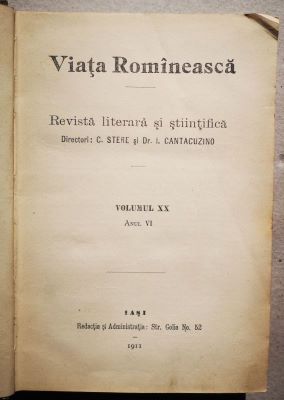 Viața Romînească
Revistă literară și științifică
Directori: C. STERE și Dr. I. CANTACUZINO
VOLUMUL XX
ANUL VI
IAȘI
Redacția și Administrația: Str. Golia No. 52
1911